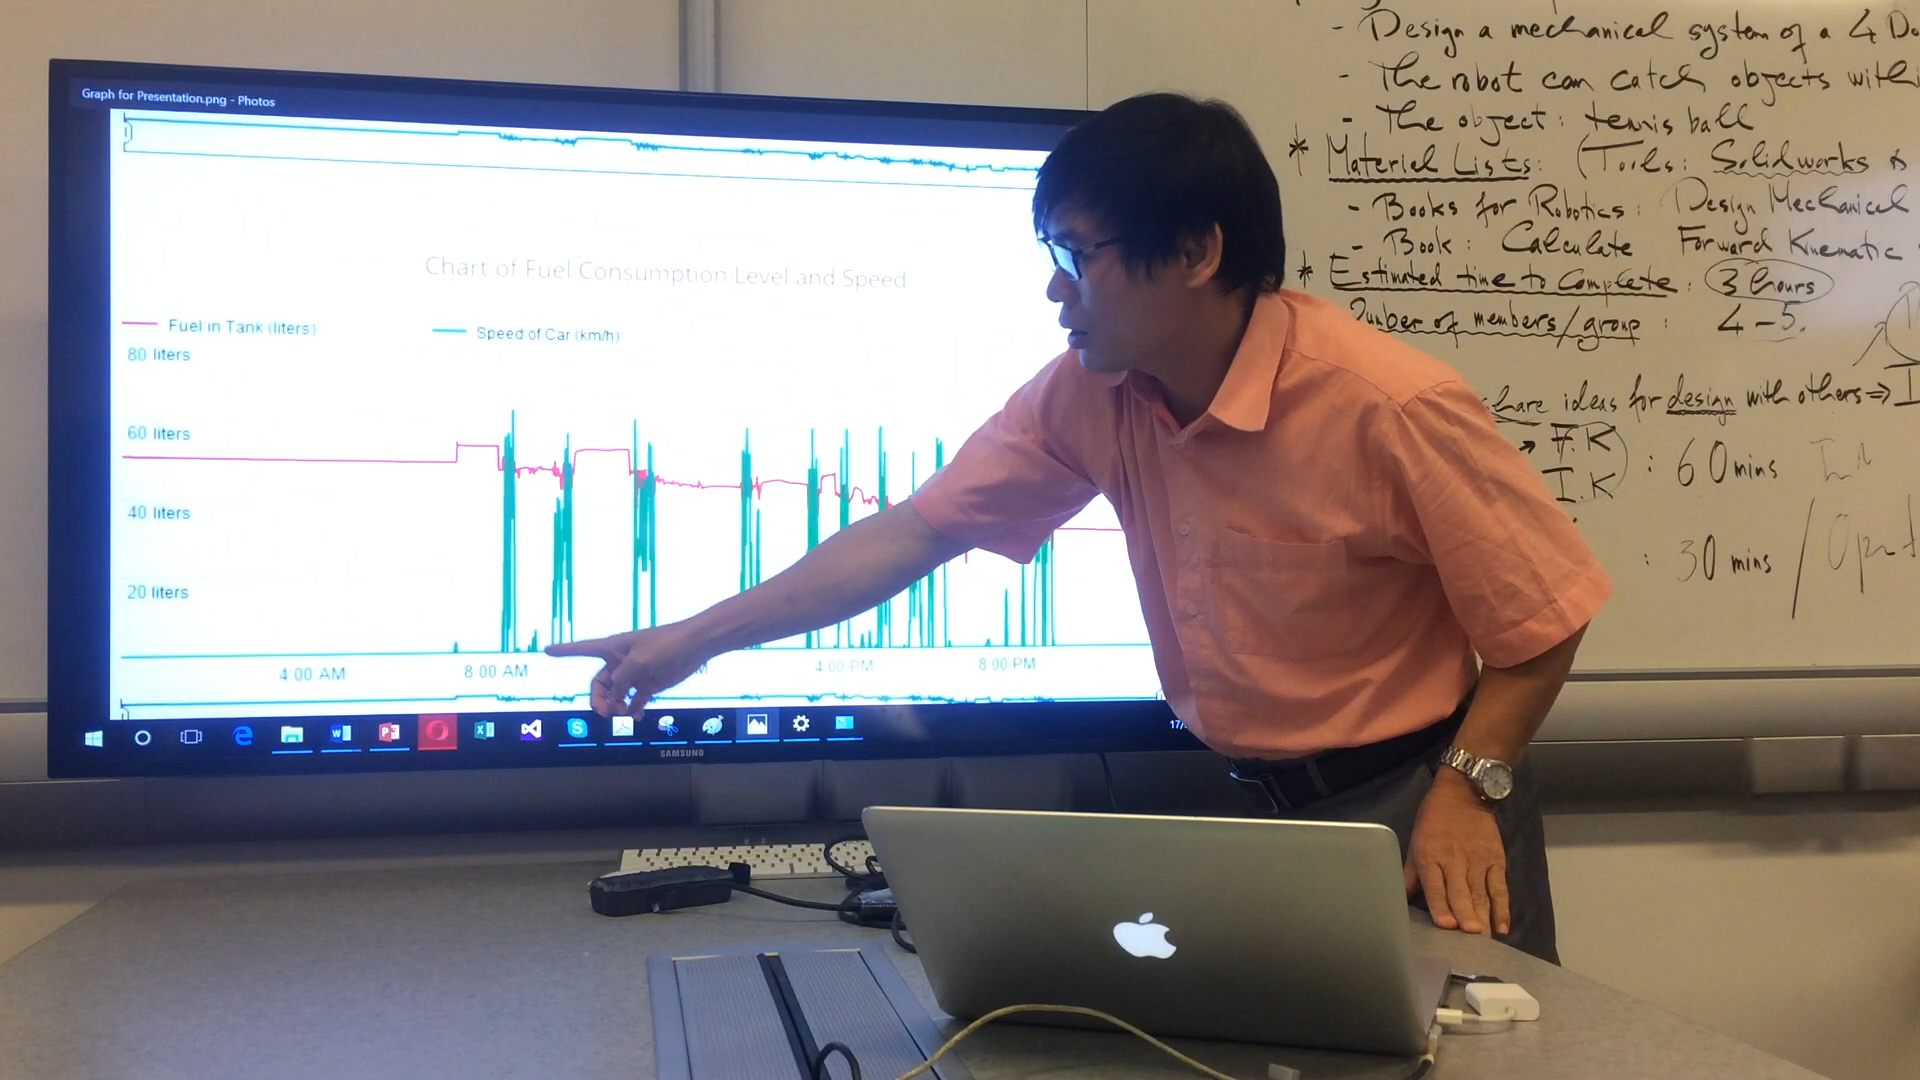 Graph for Presentation.png - Photos
Chart of Fuel Consumption Level and Speed
Fuel in Tank (liters)
Speed of Car (km/h)
80 liters
60 liters
40 liters
20 liters
4:00 AM
8:00 AM
4:00 PM
8:00 PM
SAMSUNG
- Design a mechanical system of a 4
- The robot can catch objects
- The object: tennis ball
* Material Lists: (Tools: Solidworks
- Books for Robotics: Design Mechanical
- Book: Calculate Forward Kinematic
* Estimated time to Complete: 3 hours
Number of members/group: 4-5.
share ideas for design with others ⇒
→ F.K
I.K
: 60 mins
: 30 mins /